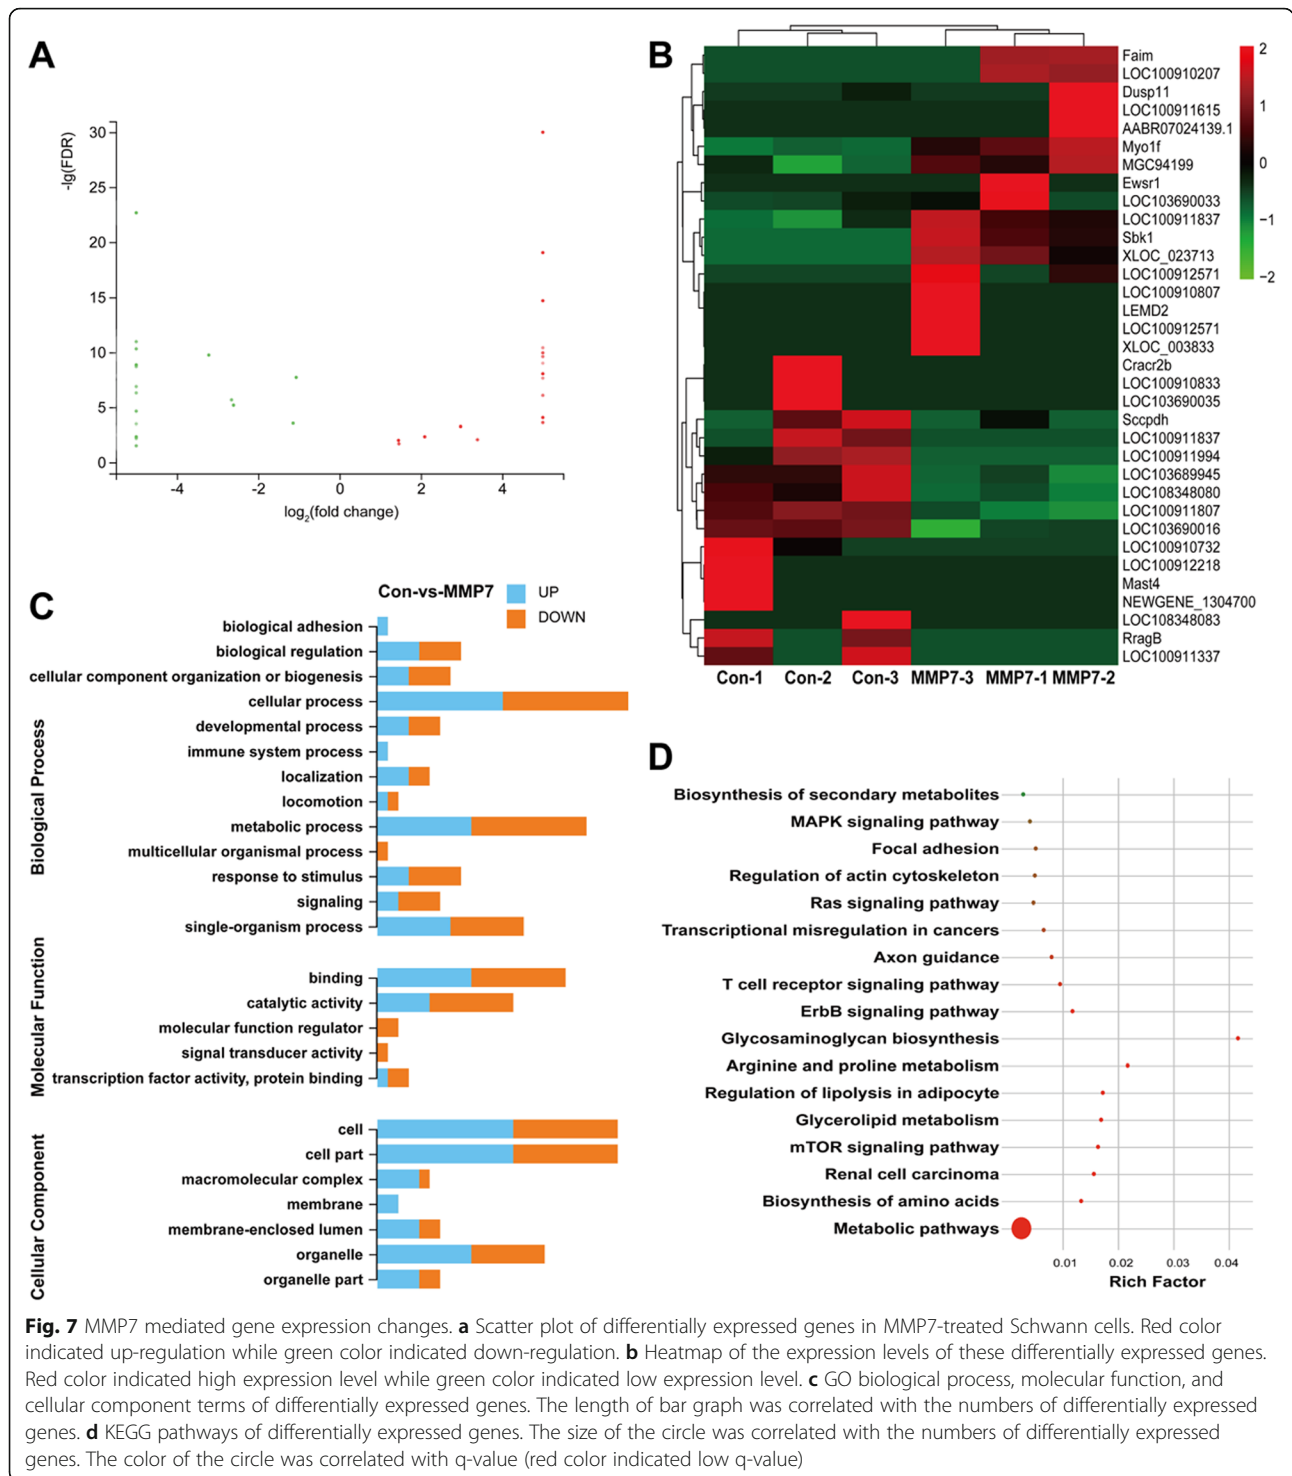 A
-lg(FDR)
30
25
20
15
10
5
0
-4
-2
0
2
4
log2(fold change)
B
Faim
LOC100910207
Dusp11
LOC100911615
AABR07024139.1
Myo1f
MGC94199
Ewsr1
LOC103690033
LOC100911837
Sbk1
XLOC_023713
LOC100912571
LOC100910807
LEMD2
LOC100912571
XLOC_003833
Cracr2b
LOC100910833
LOC103690035
Sccpdh
LOC100911837
LOC100911994
LOC103689945
LOC108348080
LOC100911807
LOC103690016
LOC100910732
LOC100912218
Mast4
NEWGENE_1304700
LOC108348083
RragB
LOC100911337
2
1
0
−1
−2
Con-1
Con-2
Con-3
MMP7-3
MMP7-1
MMP7-2
C
Con-vs-MMP7
UP
DOWN
Biological Process
biological adhesion
biological regulation
cellular component organization or biogenesis
cellular process
developmental process
immune system process
localization
locomotion
metabolic process
multicellular organismal process
response to stimulus
signaling
single-organism process
Molecular Function
binding
catalytic activity
molecular function regulator
signal transducer activity
transcription factor activity, protein binding
Cellular Component
cell
cell part
macromolecular complex
membrane
membrane-enclosed lumen
organelle
organelle part
D
Biosynthesis of secondary metabolites
MAPK signaling pathway
Focal adhesion
Regulation of actin cytoskeleton
Ras signaling pathway
Transcriptional misregulation in cancers
Axon guidance
T cell receptor signaling pathway
ErbB signaling pathway
Glycosaminoglycan biosynthesis
Arginine and proline metabolism
Regulation of lipolysis in adipocyte
Glycerolipid metabolism
mTOR signaling pathway
Renal cell carcinoma
Biosynthesis of amino acids
Metabolic pathways
0.01
0.02
0.03
0.04
Rich Factor
Fig. 7 MMP7 mediated gene expression changes. a Scatter plot of differentially expressed genes in MMP7-treated Schwann cells. Red color
indicated up-regulation while green color indicated down-regulation. b Heatmap of the expression levels of these differentially expressed genes.
Red color indicated high expression level while green color indicated low expression level. c GO biological process, molecular function, and
cellular component terms of differentially expressed genes. The length of bar graph was correlated with the numbers of differentially expressed
genes. d KEGG pathways of differentially expressed genes. The size of the circle was correlated with the numbers of differentially expressed
genes. The color of the circle was correlated with q-value (red color indicated low q-value)